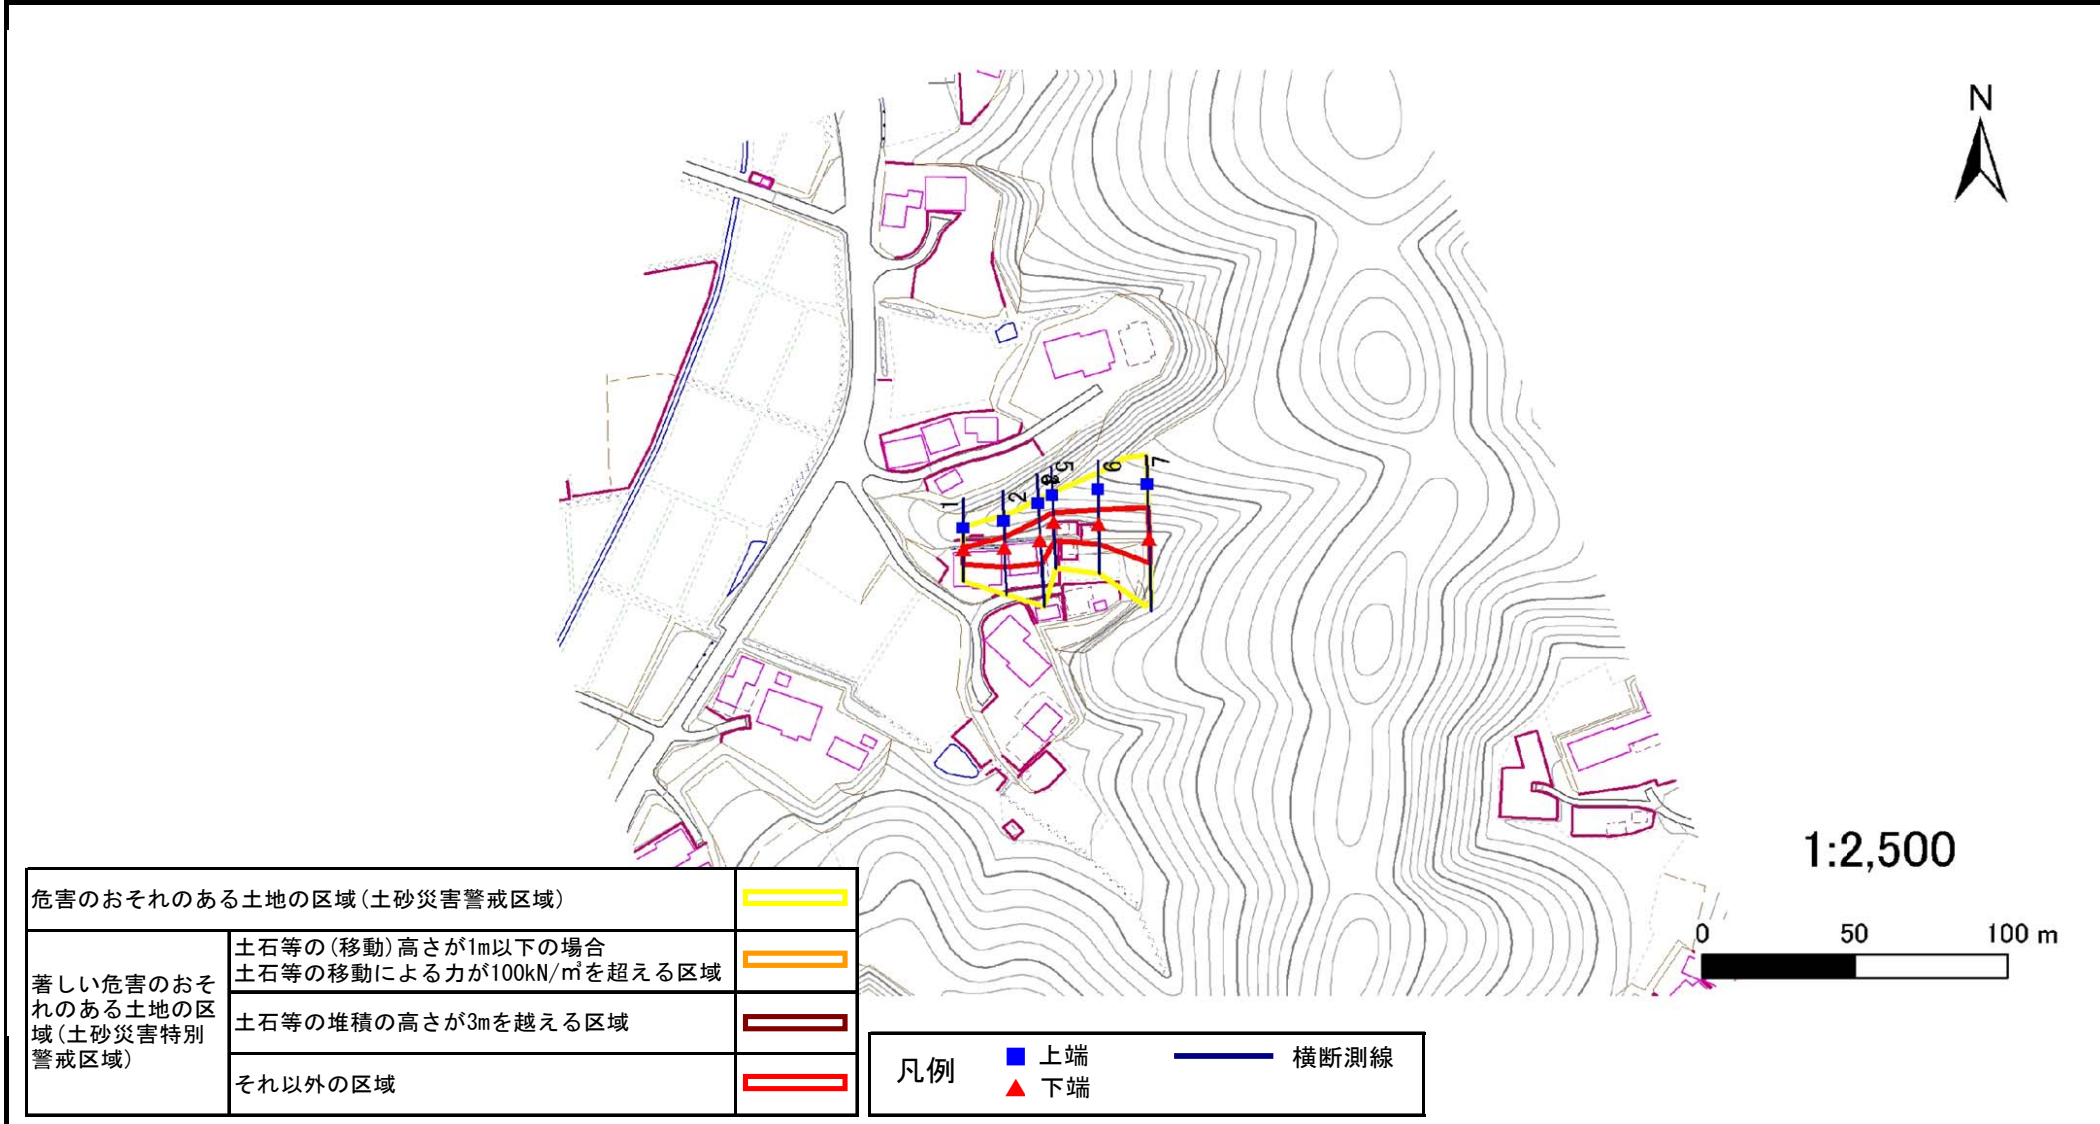 N
1
2
5
6
7
1:2,500
0 50 100 m
危害のおそれのある土地の区域(土砂災害警戒区域)
著しい危害のおそ
れのある土地の区
域(土砂災害特別
警戒区域)
土石等の(移動)高さが1m以下の場合
土石等の移動による力が100kN/㎡を超える区域
土石等の堆積の高さが3mを越える区域
それ以外の区域
凡例
上端
下端
横断測線